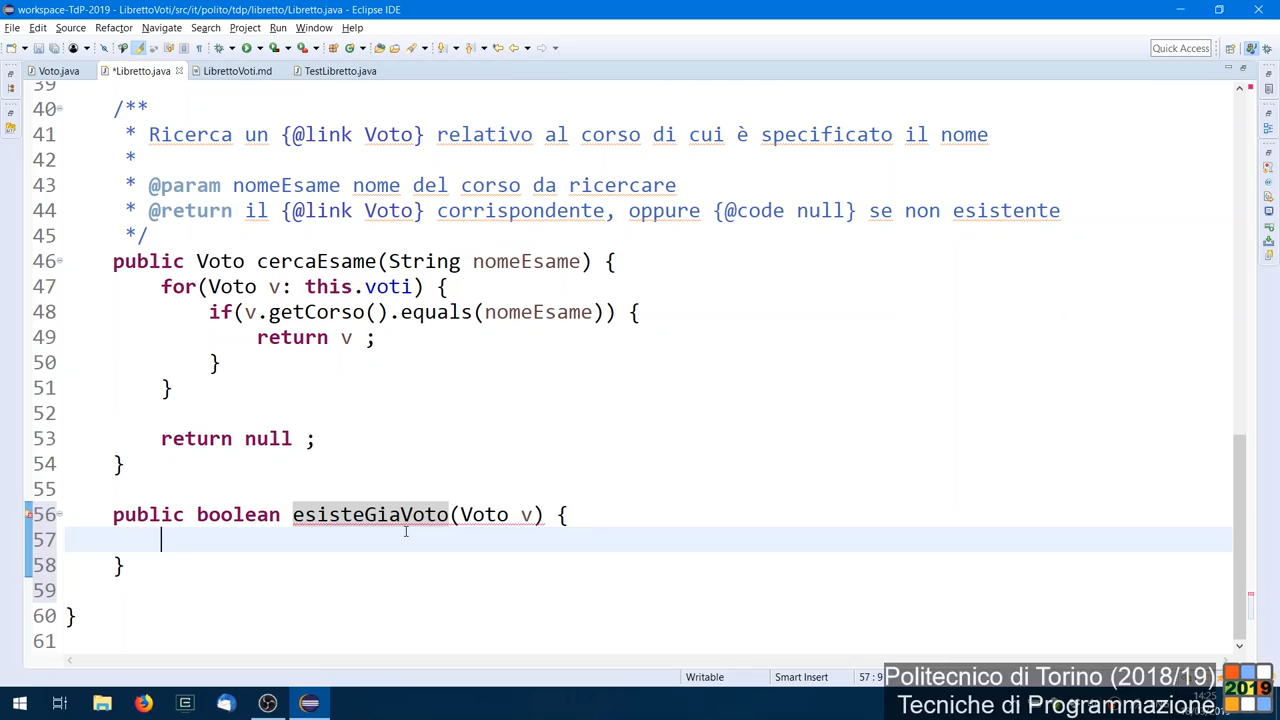 workspace-TdP-2019 - LibrettoVoti/src/it/polito/tdp/libretto/Libretto.java - Eclipse IDE
File Edit Source Refactor Navigate Search Project Run Window Help
Quick Access
Voto.java *Libretto.java LibrettoVoti.md TestLibretto.java
39
40 /**
41 * Ricerca un {@link Voto} relativo al corso di cui è specificato il nome
42 *
43 * @param nomeEsame nome del corso da ricercare
44 * @return il {@link Voto} corrispondente, oppure {@code null} se non esistente
45 */
46 public Voto cercaEsame(String nomeEsame) {
47 for(Voto v: this.voti) {
48 if(v.getCorso().equals(nomeEsame)) {
49 return v ;
50 }
51 }
52
53 return null ;
54 }
55
56 public boolean esisteGiaVoto(Voto v) {
57
58 }
59
60 }
61
Writable Smart Insert 57 : 9
Politecnico di Torino (2018/19)
Tecniche di Programmazione
2019
14:25